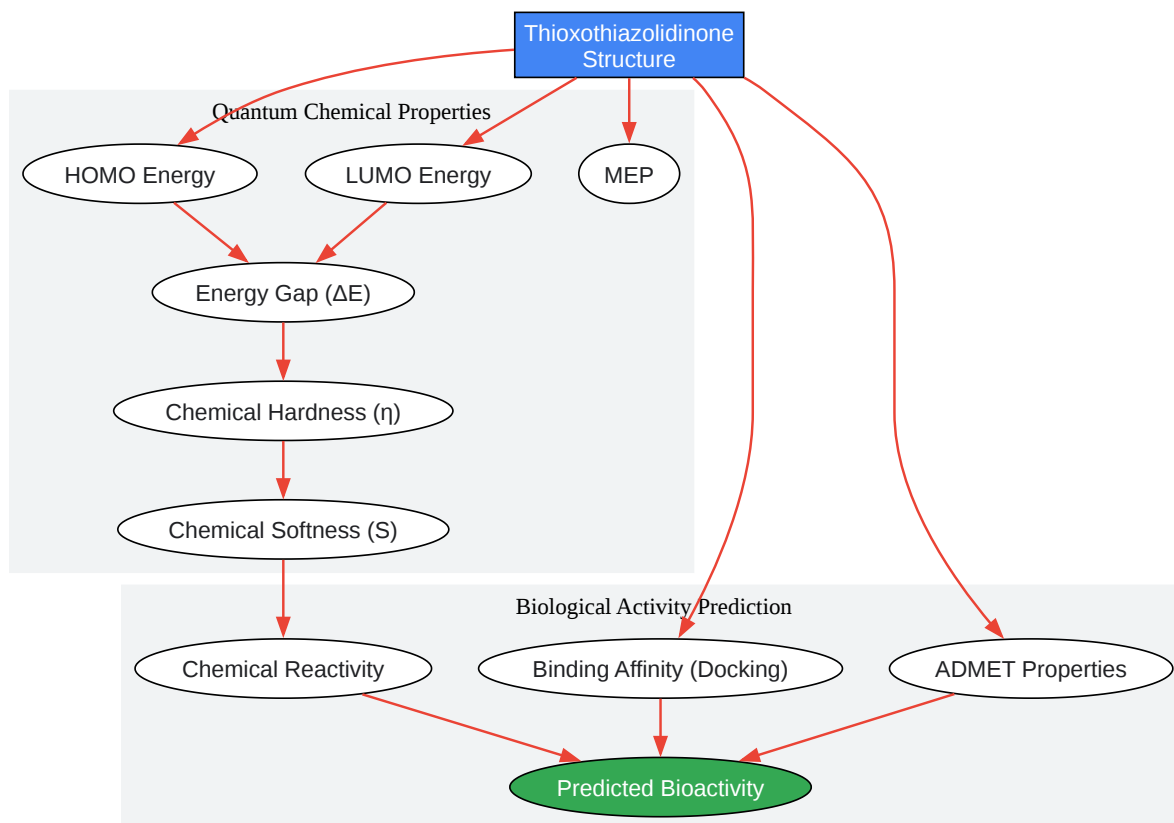 Thioxothiazolidinone
Structure
Quantum Chemical Properties
HOMO Energy
LUMO Energy
MEP
Energy Gap (ΔE)
Chemical Hardness (η)
Chemical Softness (S)
Biological Activity Prediction
Chemical Reactivity
Binding Affinity (Docking)
ADMET Properties
Predicted Bioactivity